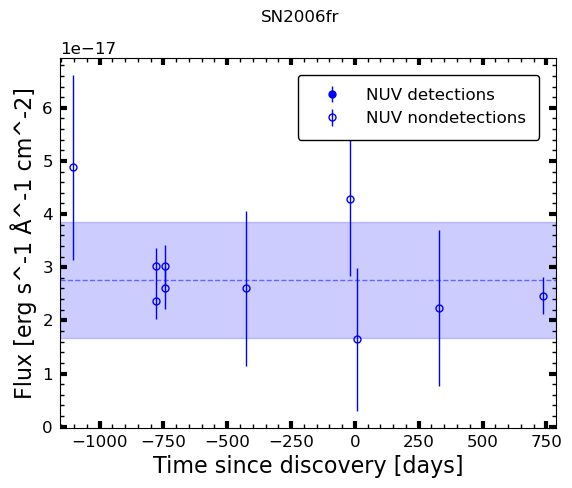 SN2006fr
1e−17
NUV detections
NUV nondetections
6
5
4
3
2
1
0
Flux [erg s^-1 Å^-1 cm^-2]
−1000 −750 −500 −250 0 250 500 750
Time since discovery [days]